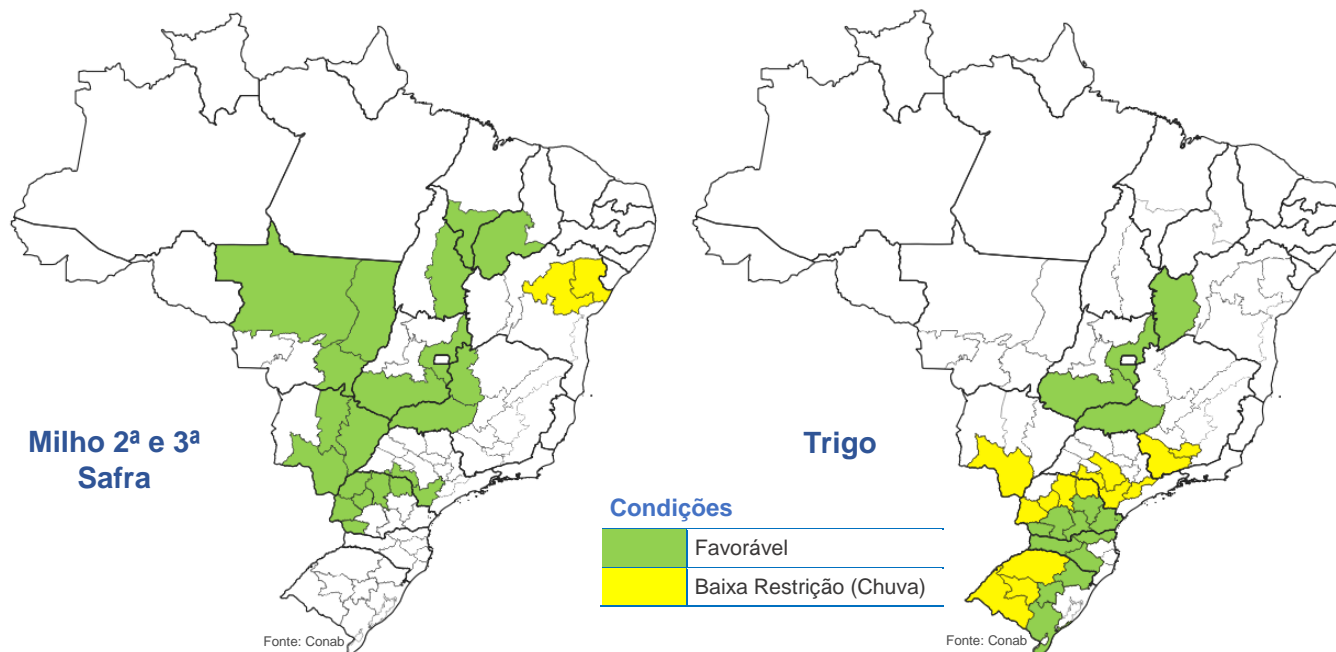 Milho 2ª e 3ª
Safra
Trigo
Condições
Favorável
Baixa Restrição (Chuva)
Fonte: Conab
Fonte: Conab